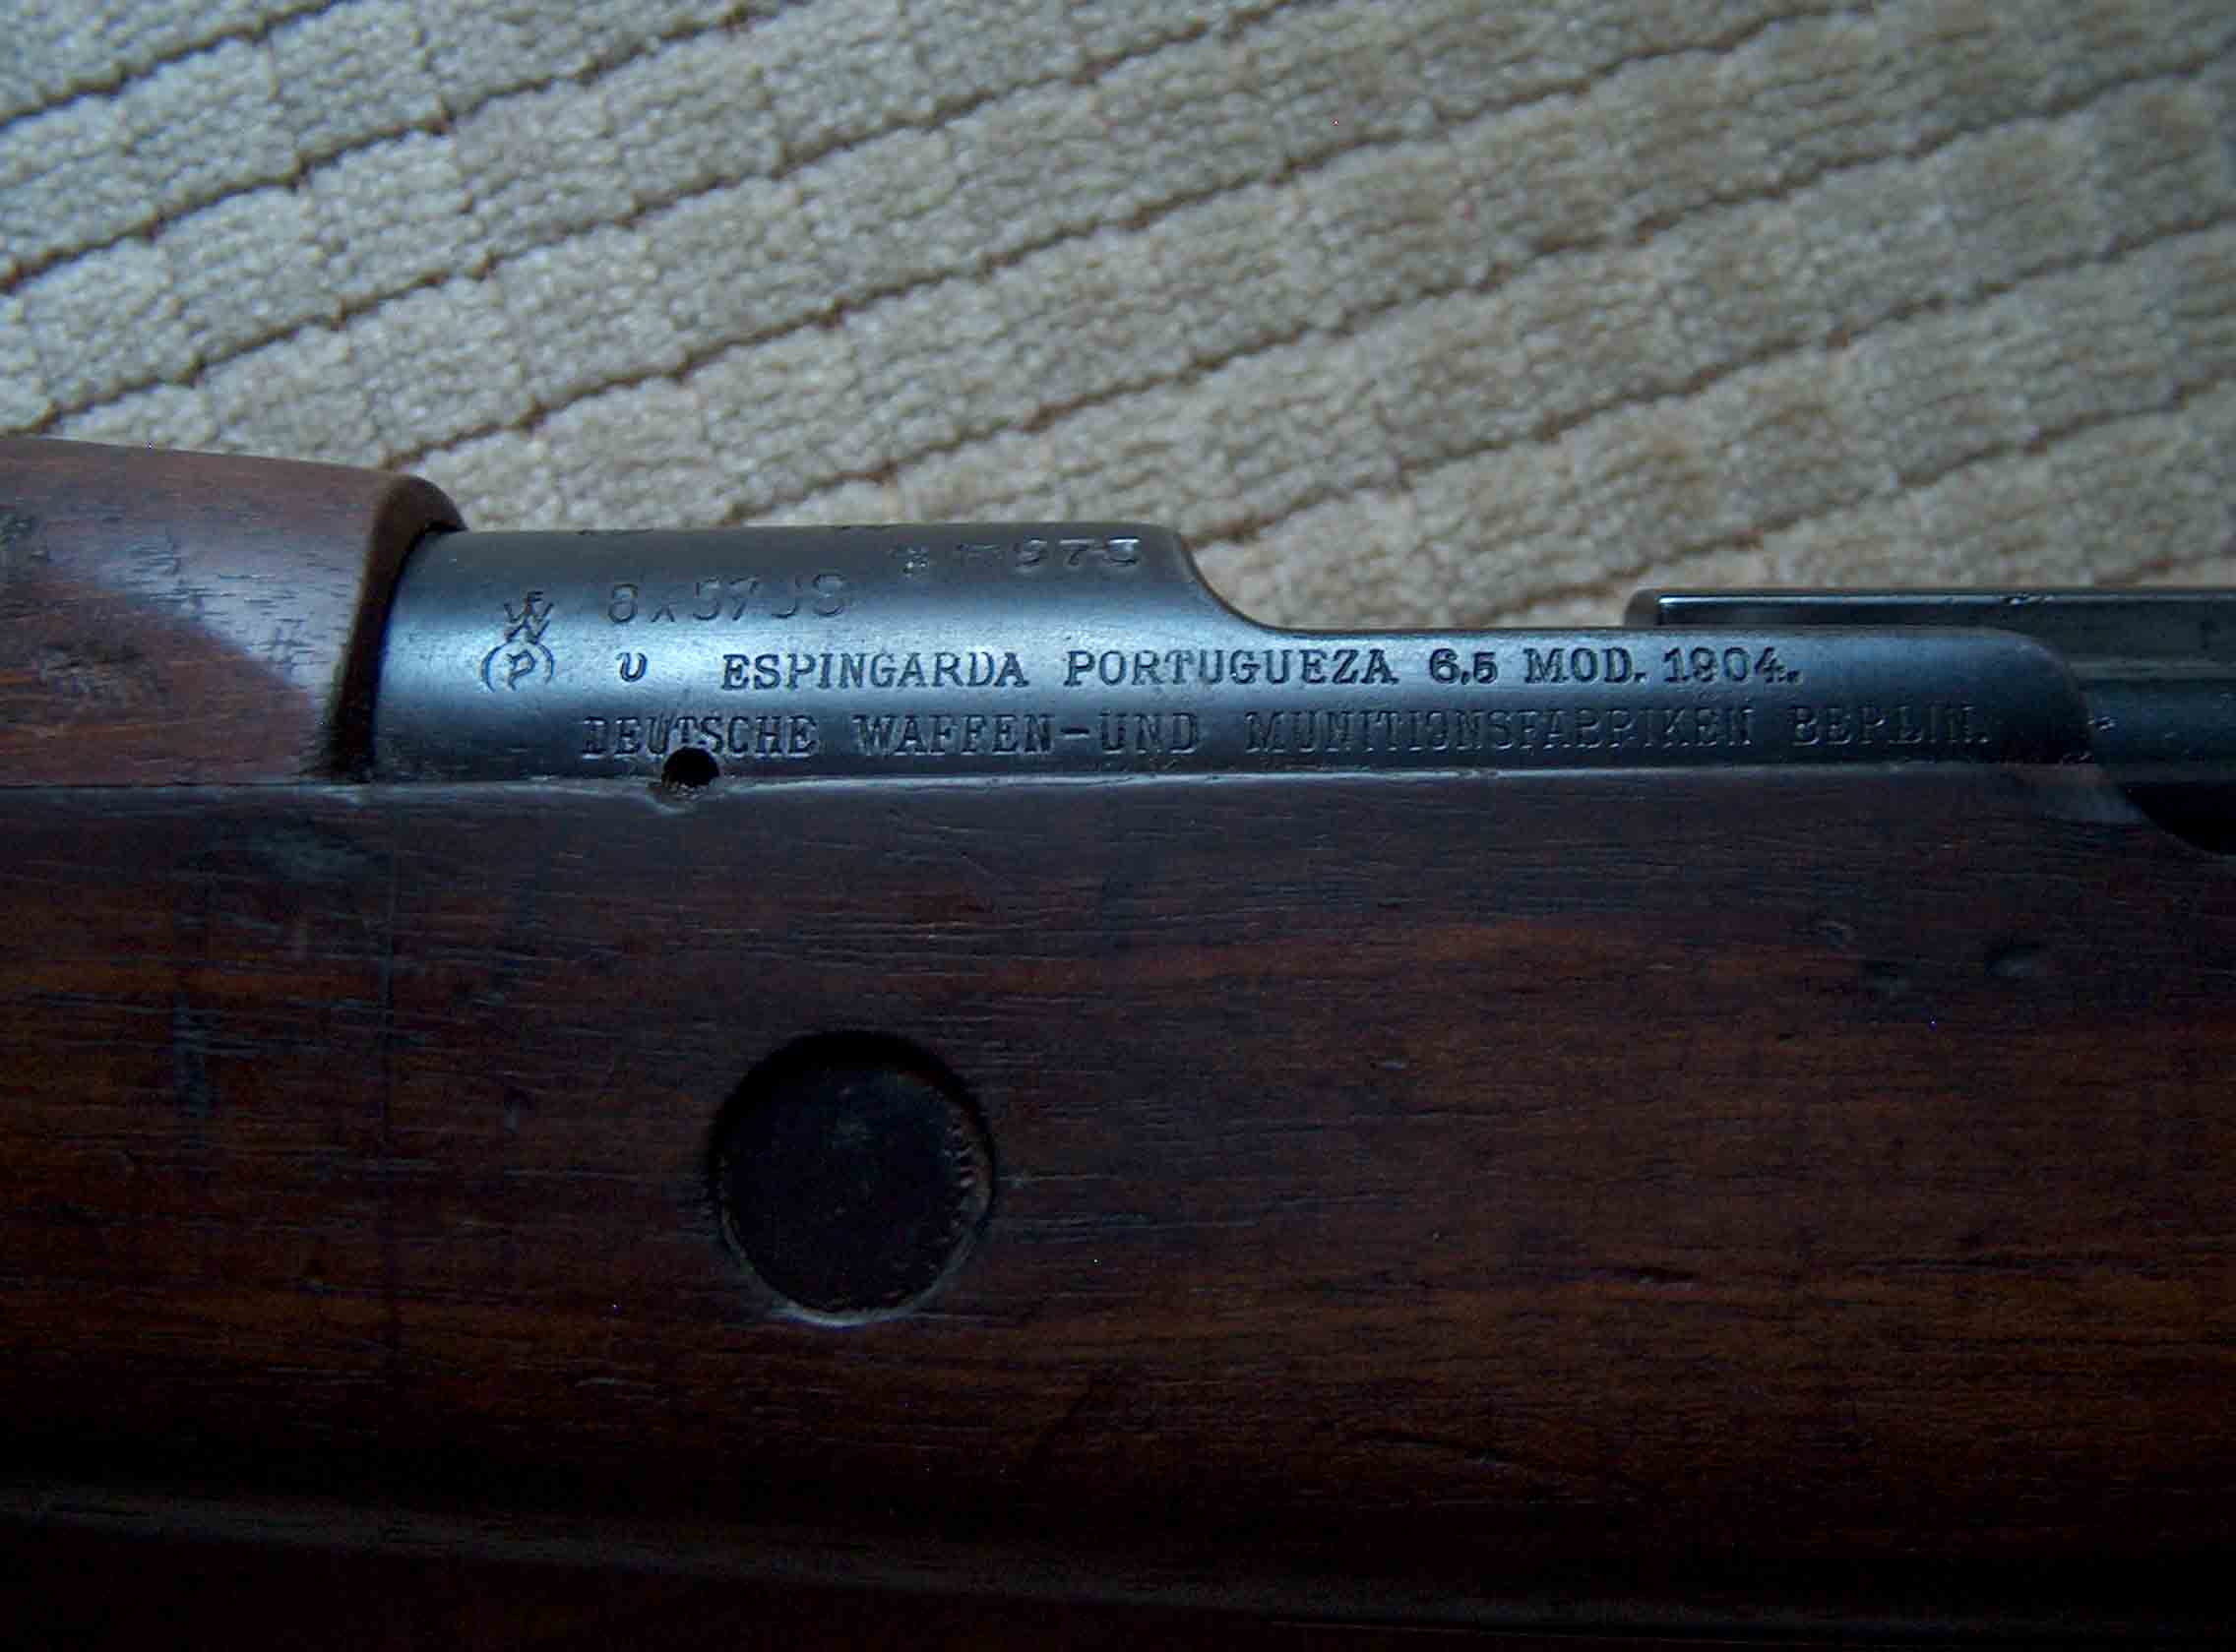 8x57JS
(P) U ESPINGARDA PORTUGUEZA 6,5 MOD. 1904.
DEUTSCHE WAFFEN-UND MUNITIONSFABRIKEN BERLIN.